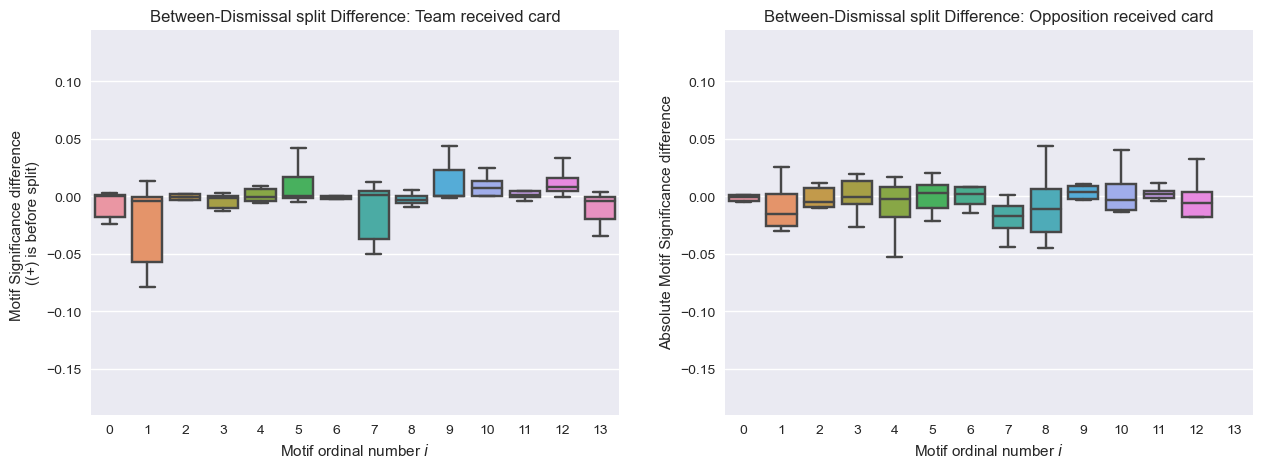 Between-Dismissal split Difference: Team received card
Motif Significance difference
((+) is before split)
0.10
0.05
0.00
−0.05
−0.10
−0.15
0 1 2 3 4 5 6 7 8 9 10 11 12 13
Motif ordinal number i
Between-Dismissal split Difference: Opposition received card
Absolute Motif Significance difference
0.10
0.05
0.00
−0.05
−0.10
−0.15
0 1 2 3 4 5 6 7 8 9 10 11 12 13
Motif ordinal number i